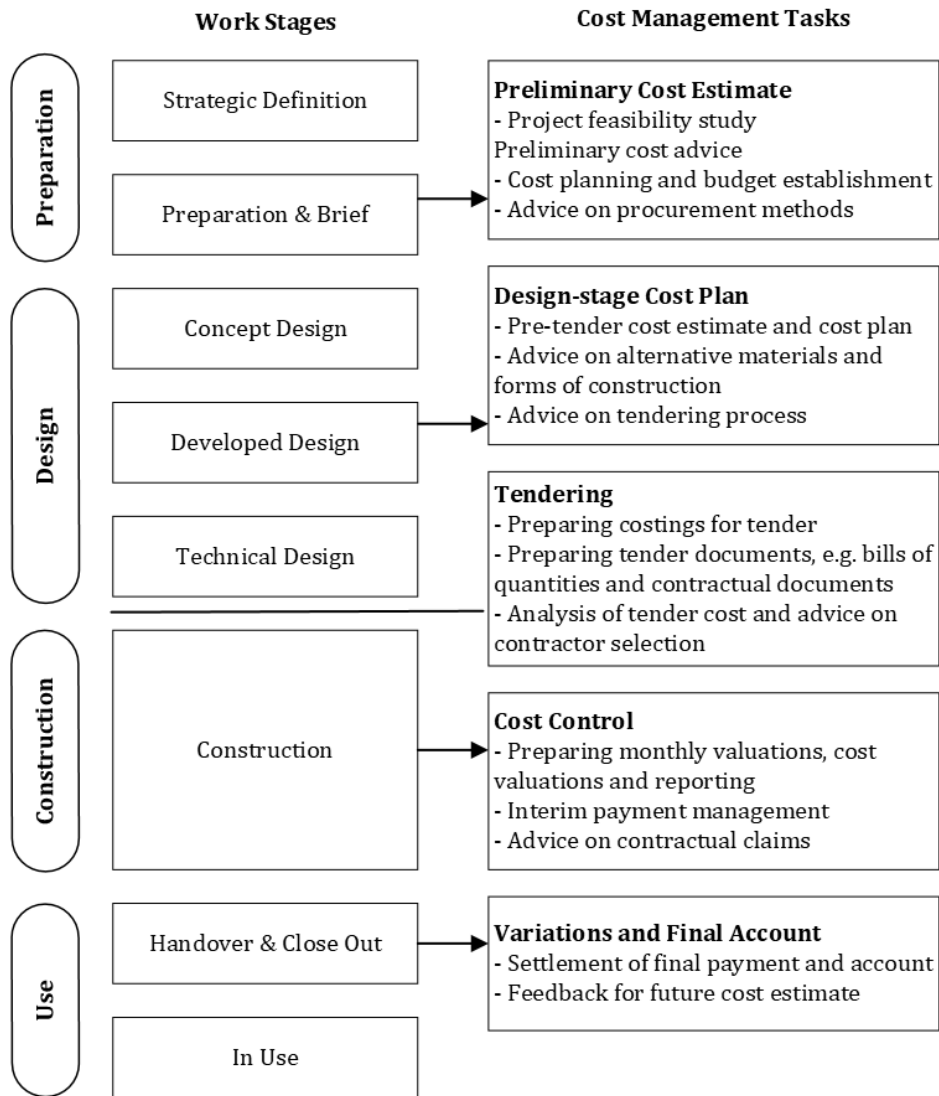 Work Stages
Cost Management Tasks
Preparation
Strategic Definition
Preparation & Brief
Preliminary Cost Estimate
- Project feasibility study
Preliminary cost advice
- Cost planning and budget establishment
- Advice on procurement methods
Design
Concept Design
Developed Design
Technical Design
Design-stage Cost Plan
- Pre-tender cost estimate and cost plan
- Advice on alternative materials and
forms of construction
- Advice on tendering process
Tendering
- Preparing costings for tender
- Preparing tender documents, e.g. bills of
quantities and contractual documents
- Analysis of tender cost and advice on
contractor selection
Construction
Construction
Cost Control
- Preparing monthly valuations, cost
valuations and reporting
- Interim payment management
- Advice on contractual claims
Use
Handover & Close Out
In Use
Variations and Final Account
- Settlement of final payment and account
- Feedback for future cost estimate